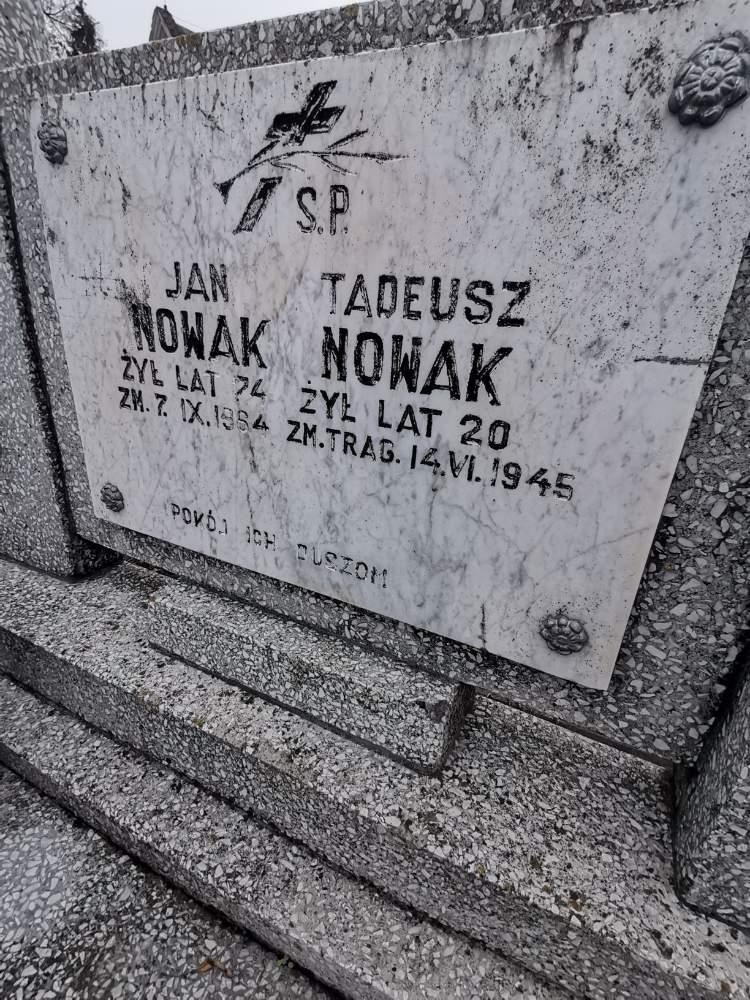 S.P.
JAN
NOWAK
ŻYŁ LAT 74
ZM. 7. IX. 1964
TADEUSZ
NOWAK
ŻYŁ LAT 20
ZM. TRAG. 14. VI. 1945
POKÓJ ICH DUSZOM